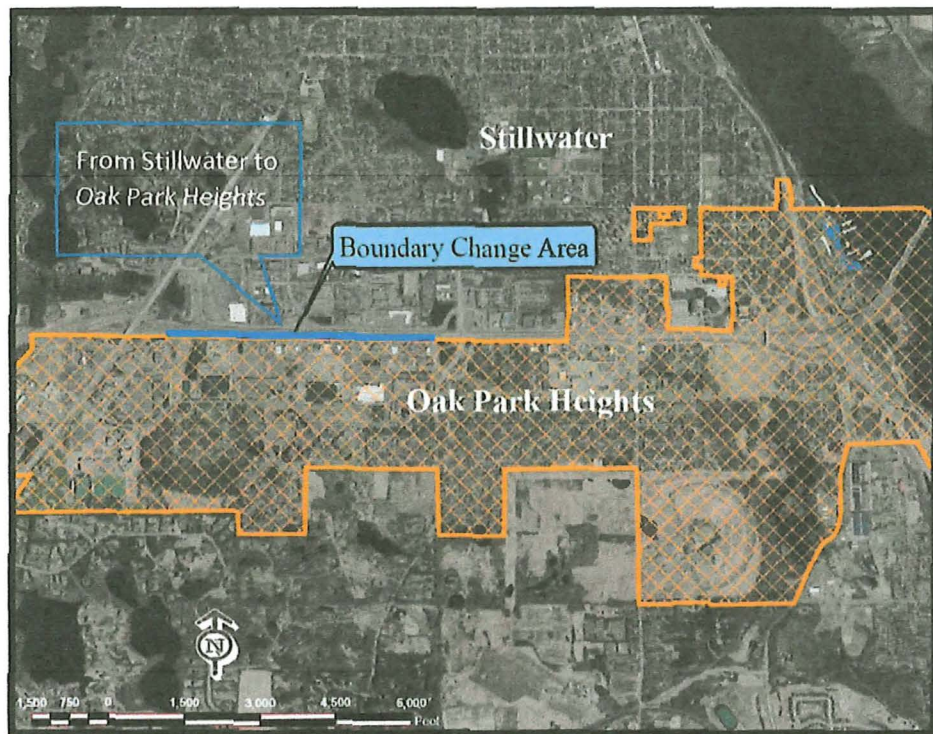 Stillwater
From Stillwater to
Oak Park Heights
Boundary Change Area
Oak Park Heights
N
1,500 750 0 1,500 3,000 4,500 6,000
Feet